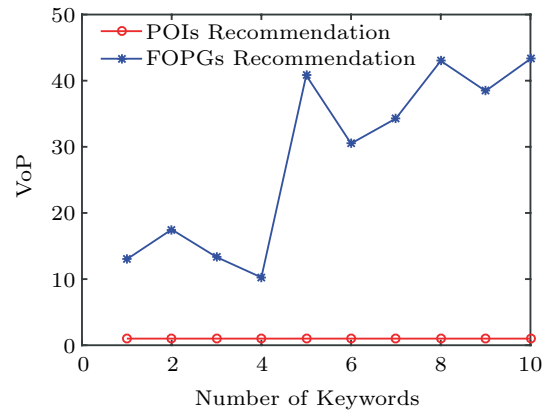 50
POIs Recommendation
FOPGs Recommendation
40
30
VoP
20
10
0
0 2 4 6 8 10
Number of Keywords